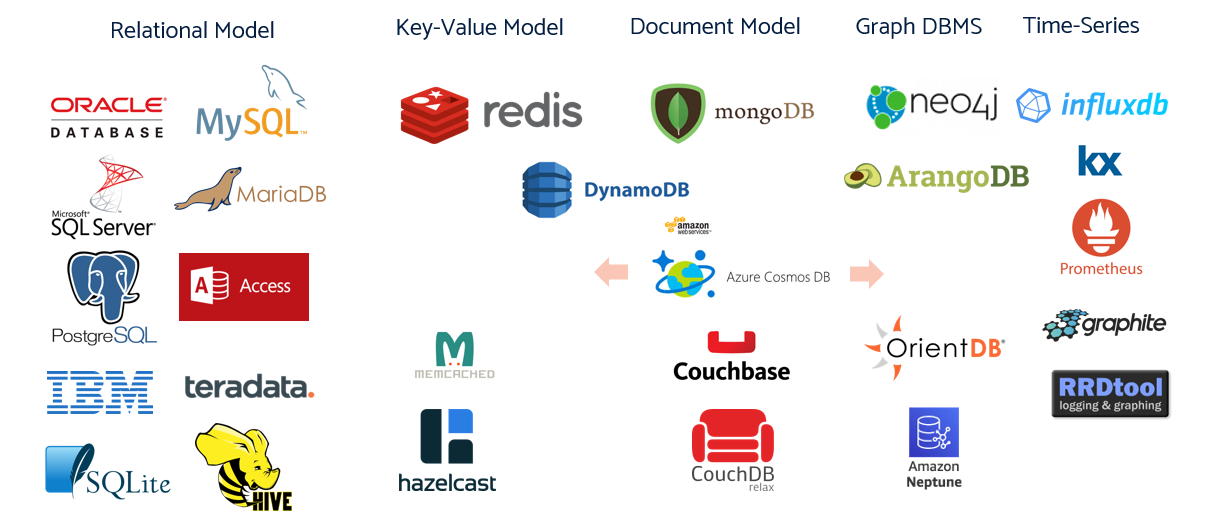 Relational Model
Key-Value Model
Document Model
Graph DBMS
Time-Series
ORACLE
DATABASE
MySQL™
Microsoft®
SQL Server®
MariaDB
PostgreSQL
A
Access
IBM
teradata.
SQLite
HIVE
redis
DynamoDB
MEMCACHED
hazelcast
mongoDB
amazon
web services™
Azure Cosmos DB
Couchbase
CouchDB
relax
neo4j
ArangoDB
OrientDB®
Amazon
Neptune
influxdb
kx
Prometheus
graphite
RRDtool
logging & graphing